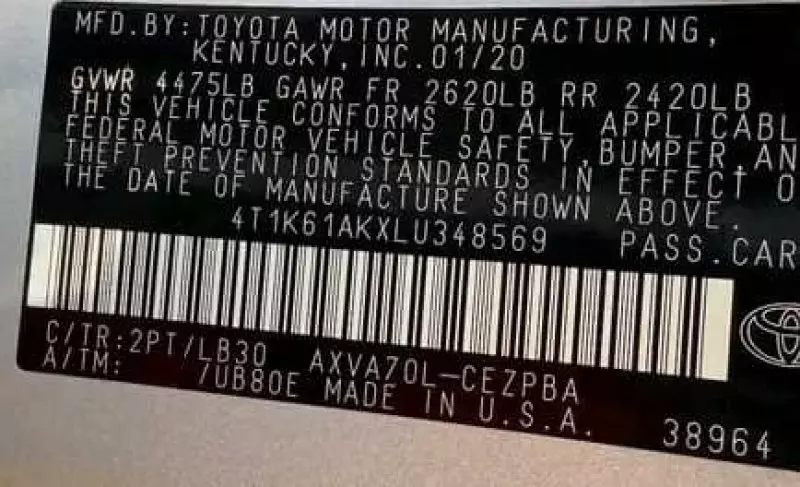 MFD.BY:TOYOTA MOTOR MANUFACTURING,
KENTUCKY,INC.01/20
GVWR 4475LB GAWR FR 2620LB RR 2420LB
THIS VEHICLE CONFORMS TO ALL APPLICABL
FEDERAL MOTOR VEHICLE SAFETY,BUMPER,AN
THEFT PREVENTION STANDARDS IN EFFECT O
THE DATE OF MANUFACTURE SHOWN ABOVE.
4T1K61AKXLU348569 PASS.CAR
C/TR:2PT/LB30 AXVA70L-CEZPBA
A/TM: /UB80E MADE IN U.S.A.
38964